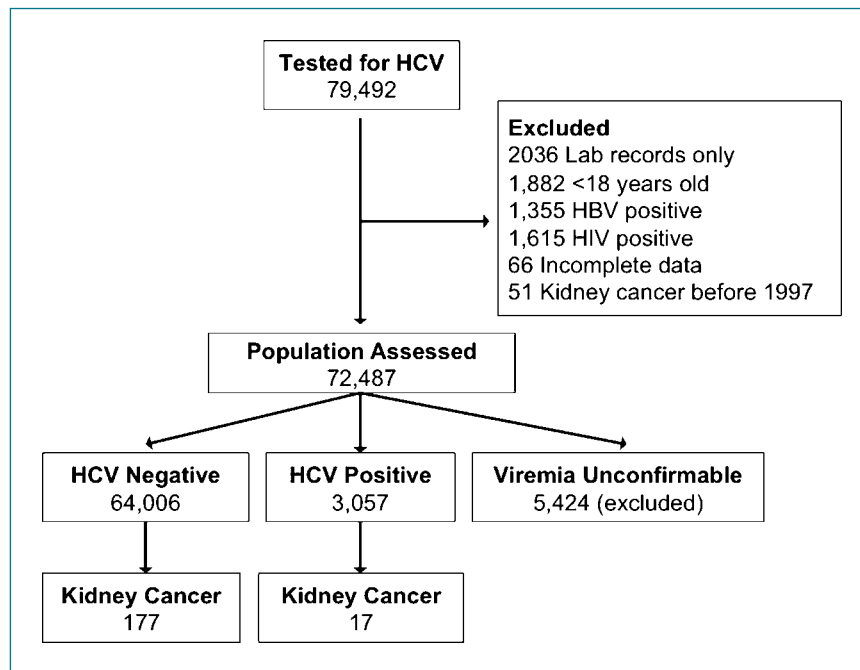 Tested for HCV
79,492
Excluded
2036 Lab records only
1,882 <18 years old
1,355 HBV positive
1,615 HIV positive
66 Incomplete data
51 Kidney cancer before 1997
Population Assessed
72,487
HCV Negative
64,006
HCV Positive
3,057
Viremia Unconfirmable
5,424 (excluded)
Kidney Cancer
177
Kidney Cancer
17